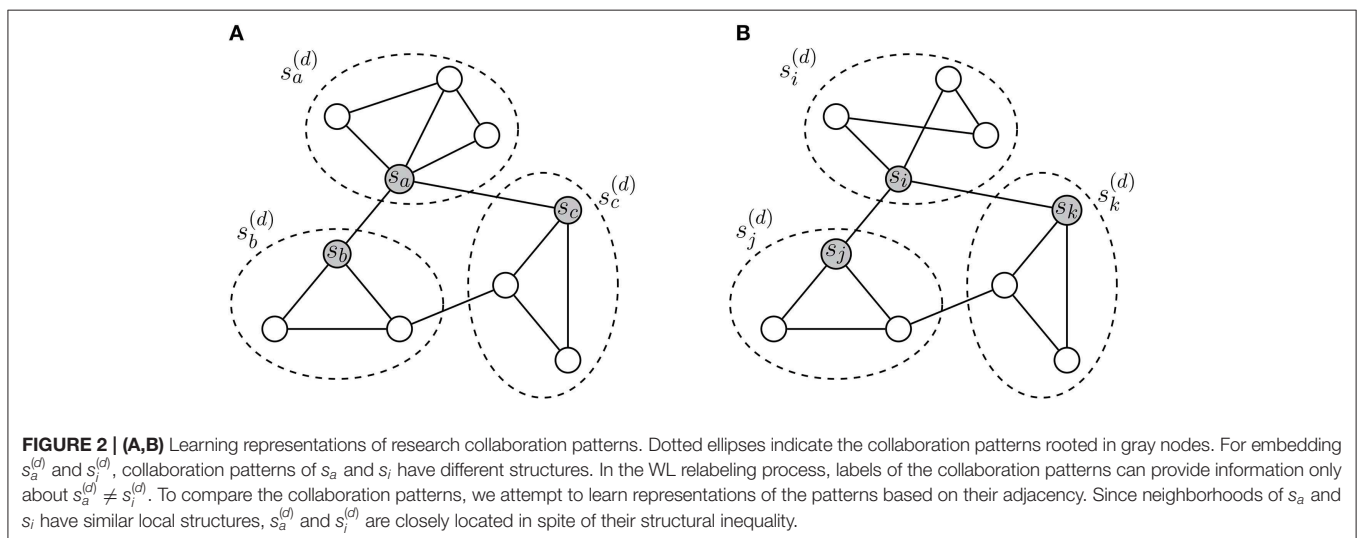 A
B
s_a^{(d)}
s_i^{(d)}
s_a
s_i
s_c^{(d)}
s_k^{(d)}
s_c
s_k
s_b^{(d)}
s_j^{(d)}
s_b
s_j
FIGURE 2 | (A,B) Learning representations of research collaboration patterns. Dotted ellipses indicate the collaboration patterns rooted in gray nodes. For embedding
s_a^{(d)} and s_i^{(d)}, collaboration patterns of s_a and s_i have different structures. In the WL relabeling process, labels of the collaboration patterns can provide information only
about s_a^{(d)} ≠ s_i^{(d)}. To compare the collaboration patterns, we attempt to learn representations of the patterns based on their adjacency. Since neighborhoods of s_a and
s_i have similar local structures, s_a^{(d)} and s_i^{(d)} are closely located in spite of their structural inequality.